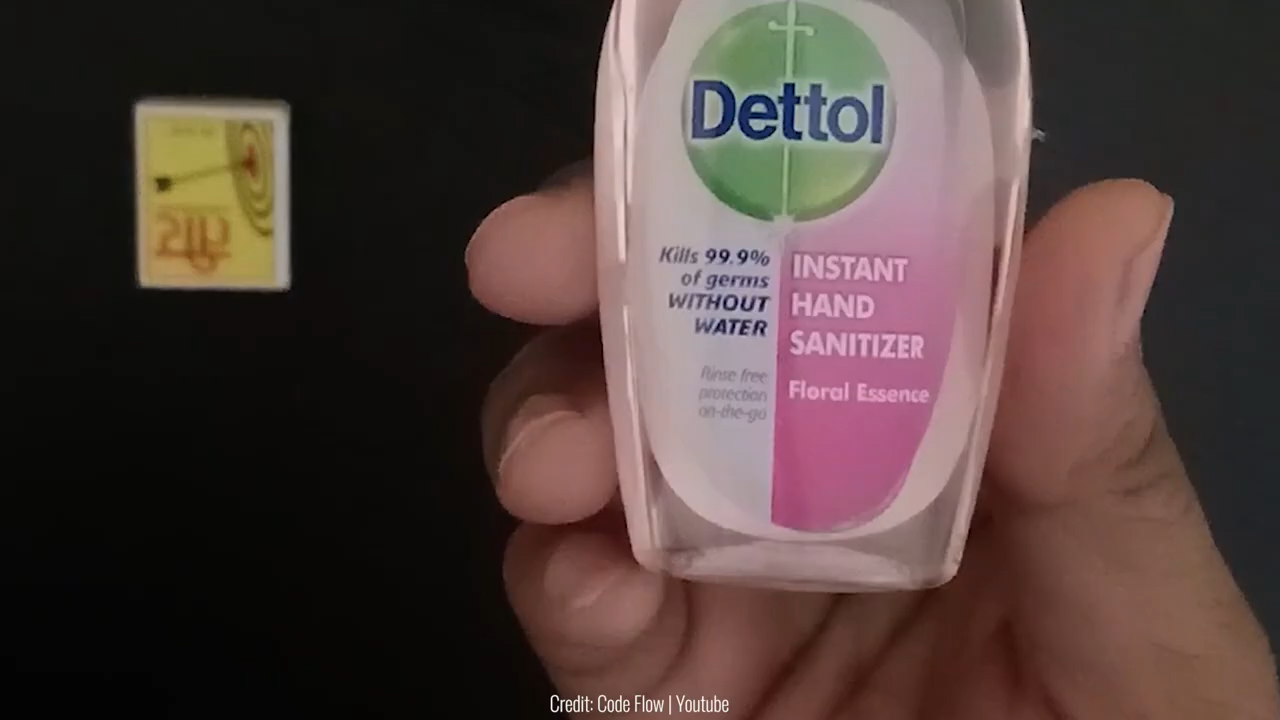 Dettol
Kills 99.9%
of germs
WITHOUT
WATER
Rinse free
protection
on-the-go
INSTANT
HAND
SANITIZER
Floral Essence
Credit: Code Flow | Youtube